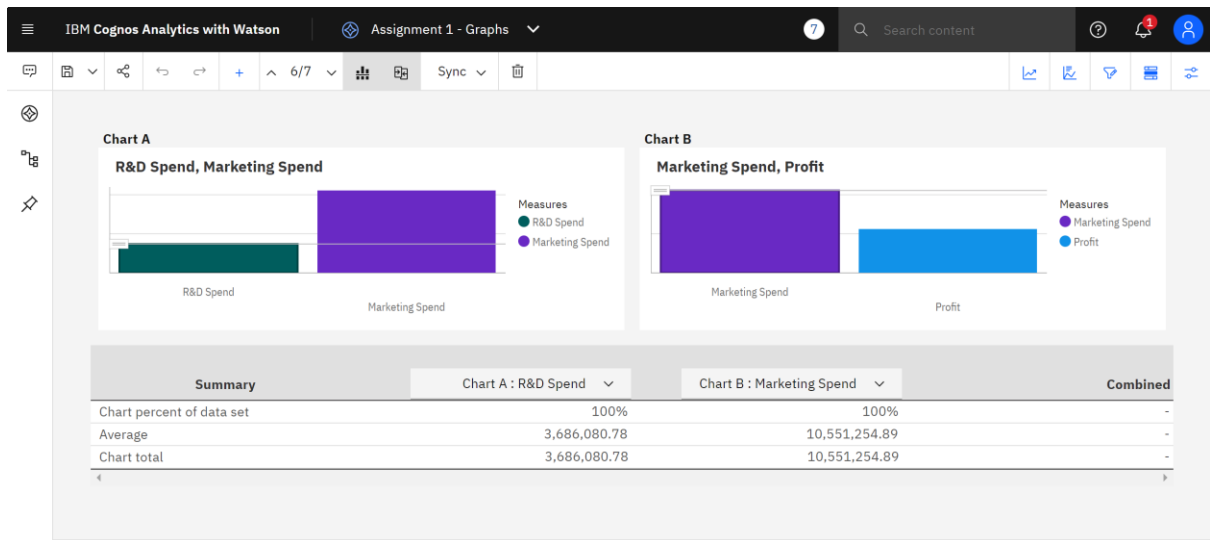 IBM Cognos Analytics with Watson
Assignment 1 - Graphs
7
Search content
1
6/7
Sync
Chart A
R&D Spend, Marketing Spend
Measures
R&D Spend
Marketing Spend
R&D Spend
Marketing Spend
Chart B
Marketing Spend, Profit
Measures
Marketing Spend
Profit
Marketing Spend
Profit
Summary Chart A : R&D Spend Chart B : Marketing Spend Combined
Chart percent of data set 100% 100% -
Average 3,686,080.78 10,551,254.89 -
Chart total 3,686,080.78 10,551,254.89 -